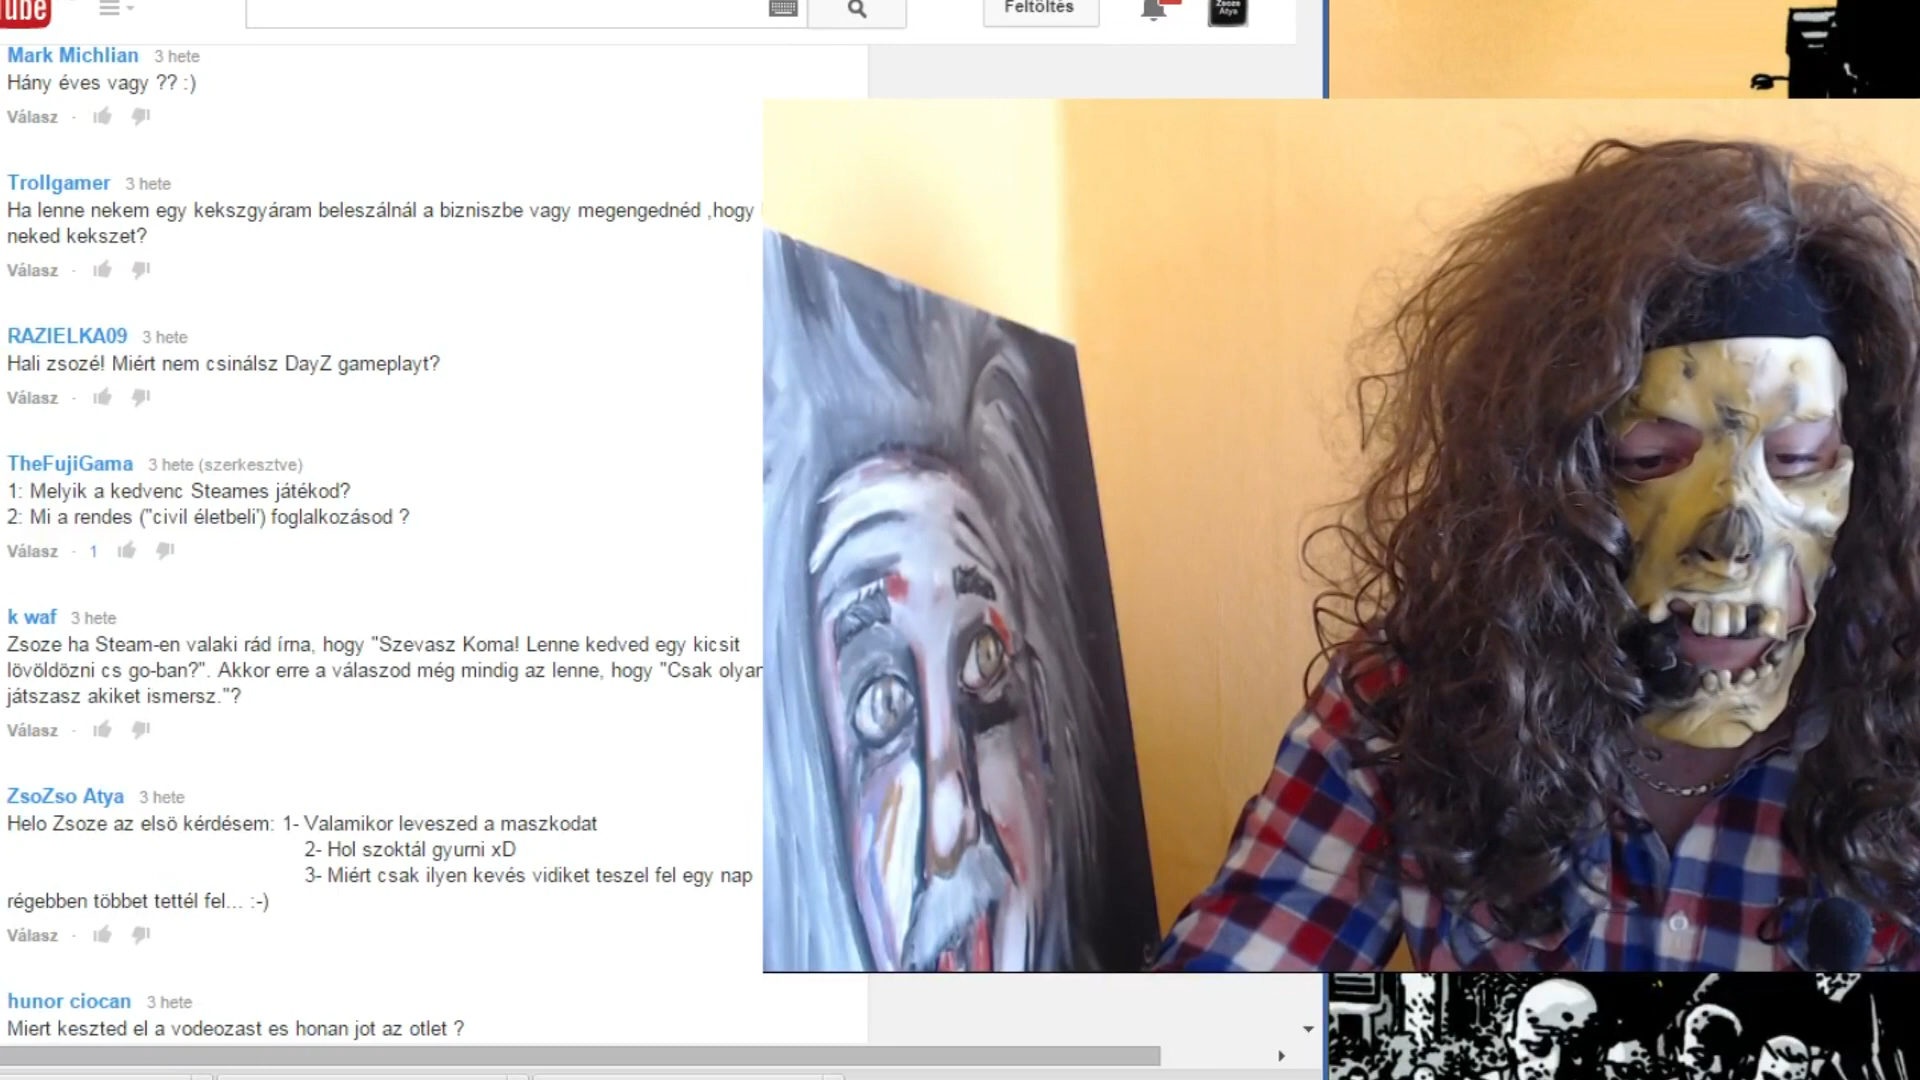 Tube
Feltöltés
Zsoze
Atya
Mark Michlian 3 hete
Hány éves vagy ?? :)
Válasz ·
Trollgamer 3 hete
Ha lenne nekem egy kekszgyáram beleszálnál a bizniszbe vagy megengednéd ,hogy
neked kekszet?
Válasz ·
RAZIELKA09 3 hete
Hali zsozé! Miért nem csinálsz DayZ gameplayt?
Válasz ·
TheFujiGama 3 hete (szerkesztve)
1: Melyik a kedvenc Steames játékod?
2: Mi a rendes ("civil életbeli') foglalkozásod ?
Válasz · 1
k waf 3 hete
Zsoze ha Steam-en valaki rád írna, hogy "Szevasz Koma! Lenne kedved egy kicsit
lövöldözni cs go-ban?". Akkor erre a válaszod még mindig az lenne, hogy "Csak
játszasz akiket ismersz."?
Válasz ·
ZsoZso Atya 3 hete
Helo Zsoze az elsö kérdésem: 1- Valamikor leveszed a maszkodat
2- Hol szoktál gyurni xD
3- Miért csak ilyen kevés vidiket teszel fel egy nap
régebben többet tettél fel... :-)
Válasz ·
hunor ciocan 3 hete
Miert keszted el a vodeozast es honan jot az otlet ?